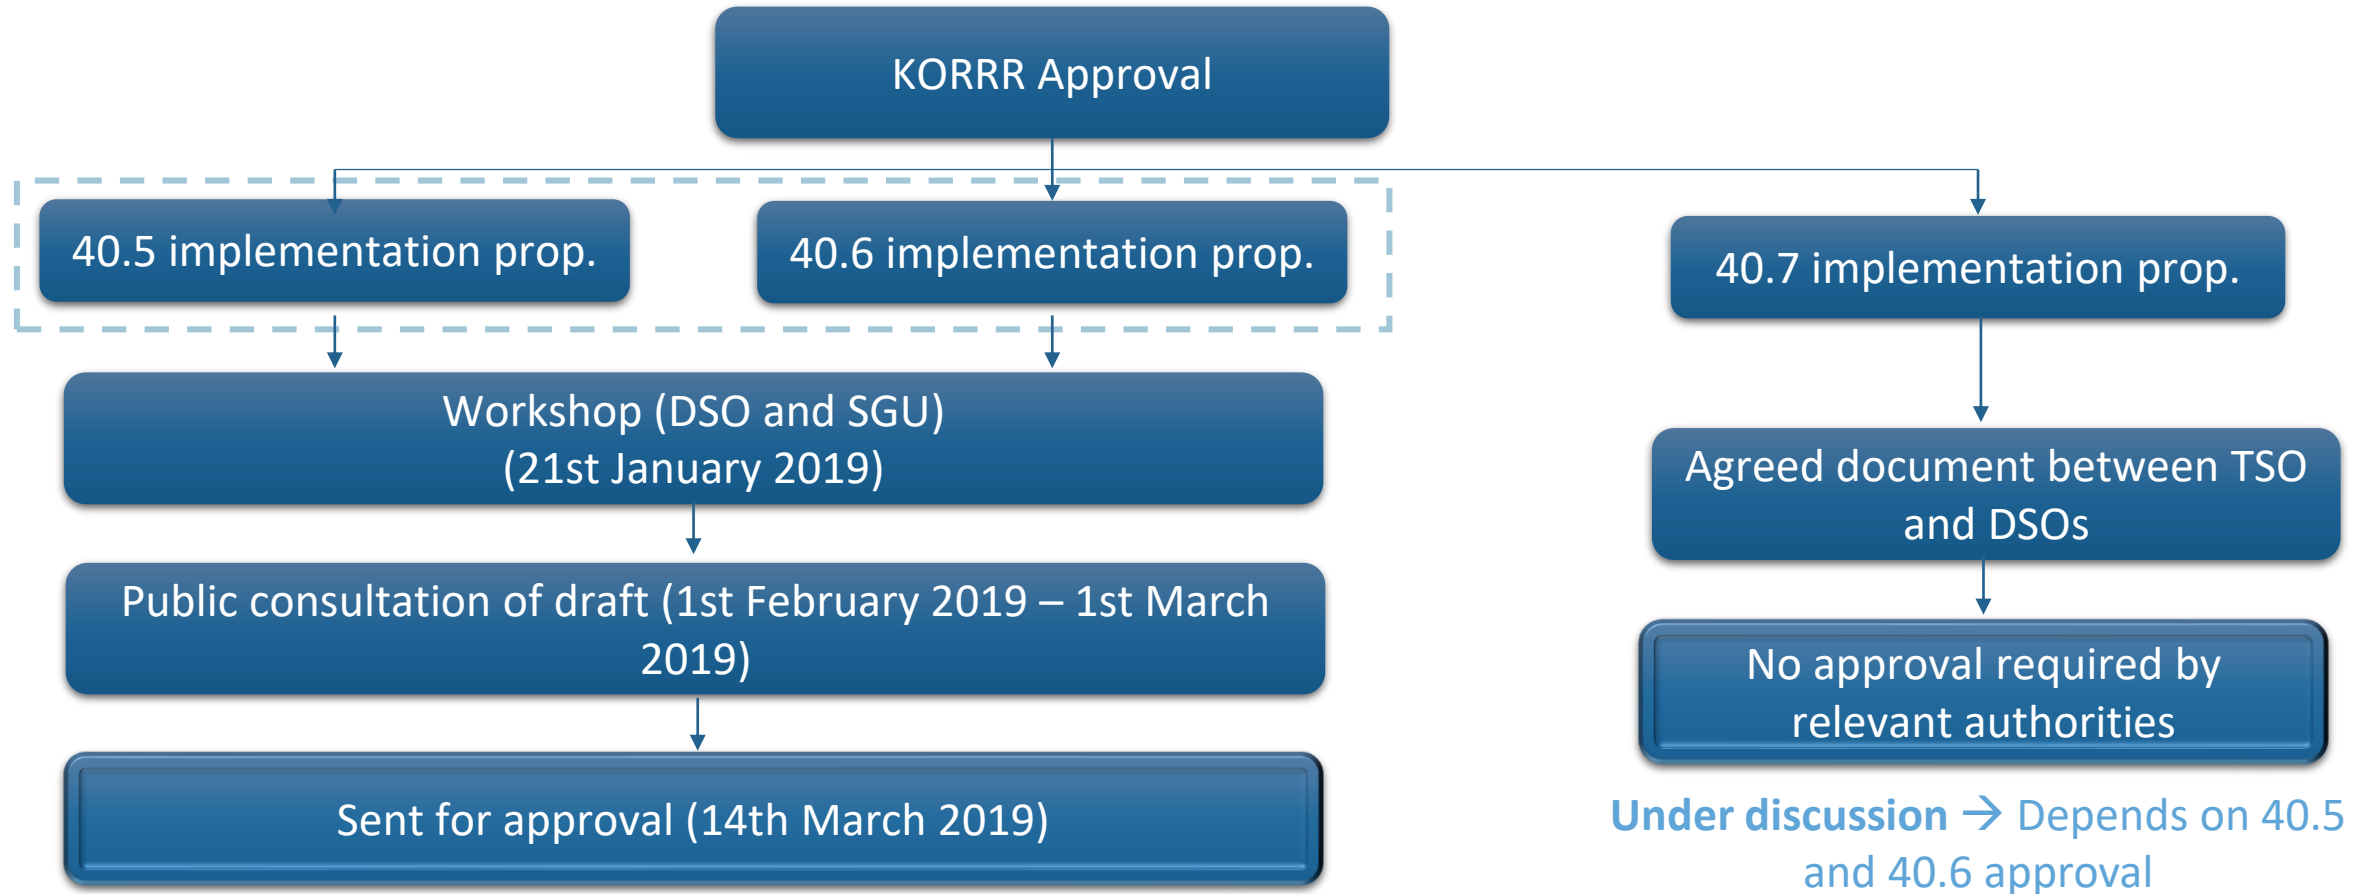 KORRR Approval
40.5 implementation prop.
40.6 implementation prop.
40.7 implementation prop.
Workshop (DSO and SGU)
(21st January 2019)
Agreed document between TSO
and DSOs
Public consultation of draft (1st February 2019 – 1st March
2019)
No approval required by
relevant authorities
Sent for approval (14th March 2019)
Under discussion → Depends on 40.5
and 40.6 approval